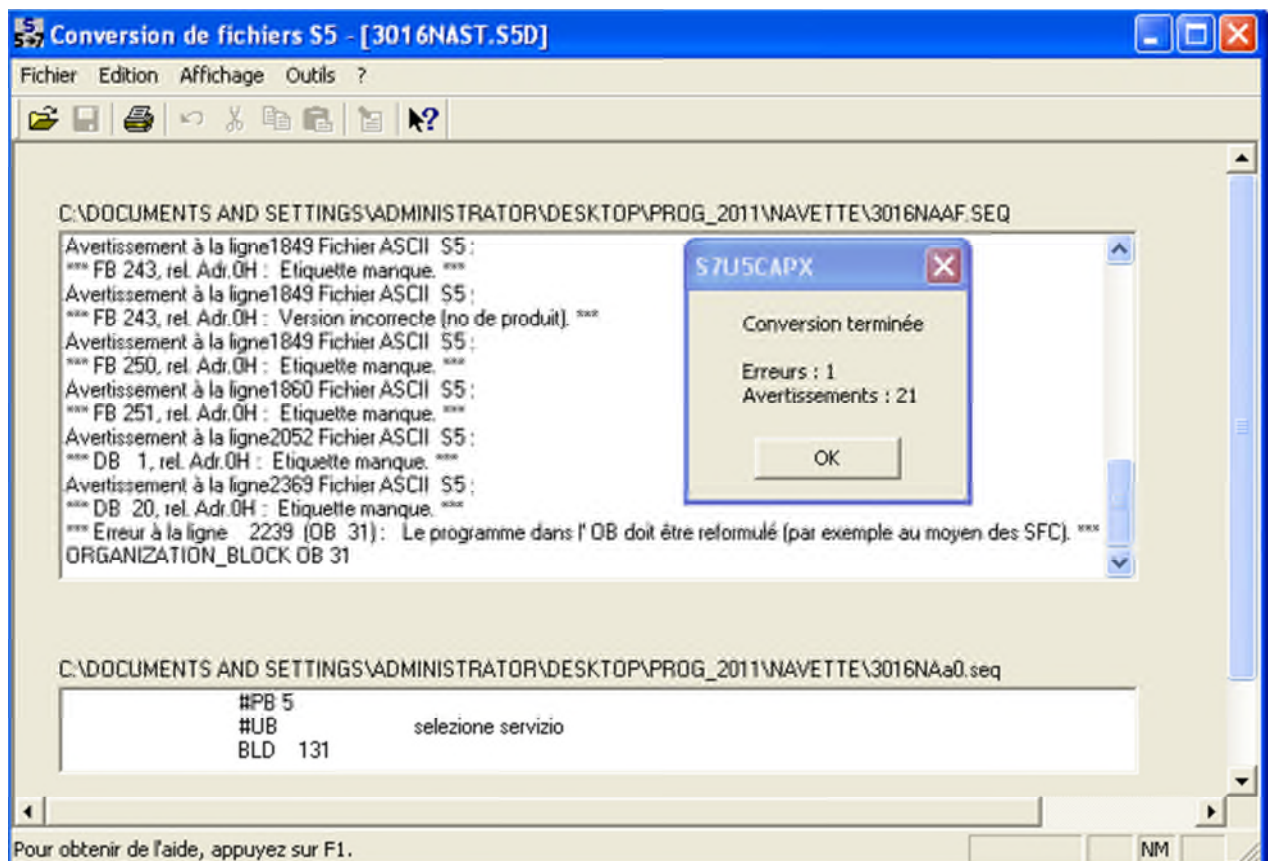 Conversion de fichiers S5 - [3016NAST.S5D]
Fichier Edition Affichage Outils ?
C:\DOCUMENTS AND SETTINGS\ADMINISTRATOR\DESKTOP\PROG_2011\NAVETTE\3016NAAF.SEQ
Avertissement à la ligne1849 Fichier ASCII S5 :
*** FB 243, rel. Adr.0H : Etiquette manque. ***
Avertissement à la ligne1849 Fichier ASCII S5 :
*** FB 243, rel. Adr.0H : Version incorrecte (no de produit). ***
Avertissement à la ligne1849 Fichier ASCII S5 :
*** FB 250, rel. Adr.0H : Etiquette manque. ***
Avertissement à la ligne1860 Fichier ASCII S5 :
*** FB 251, rel. Adr.0H : Etiquette manque. ***
Avertissement à la ligne2052 Fichier ASCII S5 :
*** DB 1, rel. Adr.0H : Etiquette manque. ***
Avertissement à la ligne2369 Fichier ASCII S5 :
*** DB 20, rel. Adr.0H : Etiquette manque. ***
*** Erreur à la ligne 2239 (OB 31) : Le programme dans l' OB doit être reformulé (par exemple au moyen des SFC). ***
ORGANIZATION_BLOCK OB 31
S7U5CAPX
Conversion terminée
Erreurs : 1
Avertissements : 21
OK
C:\DOCUMENTS AND SETTINGS\ADMINISTRATOR\DESKTOP\PROG_2011\NAVETTE\3016NAa0.seq
#PB 5
#UB selezione servizio
BLD 131
Pour obtenir de l'aide, appuyez sur F1.
NM